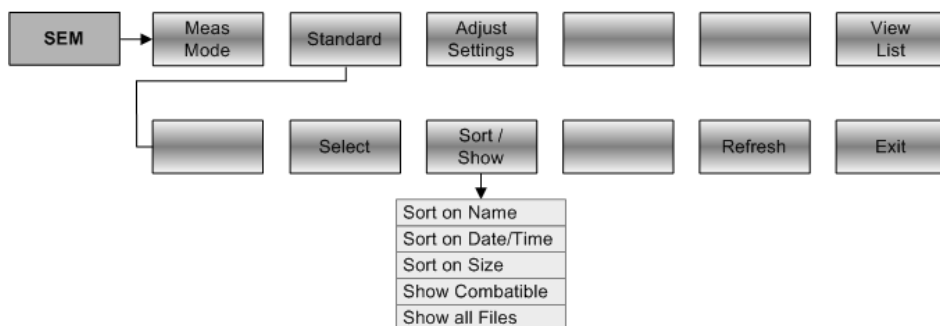 SEM
Meas
Mode
Standard
Adjust
Settings
View
List
Select
Sort /
Show
Refresh
Exit
Sort on Name
Sort on Date/Time
Sort on Size
Show Combatible
Show all Files